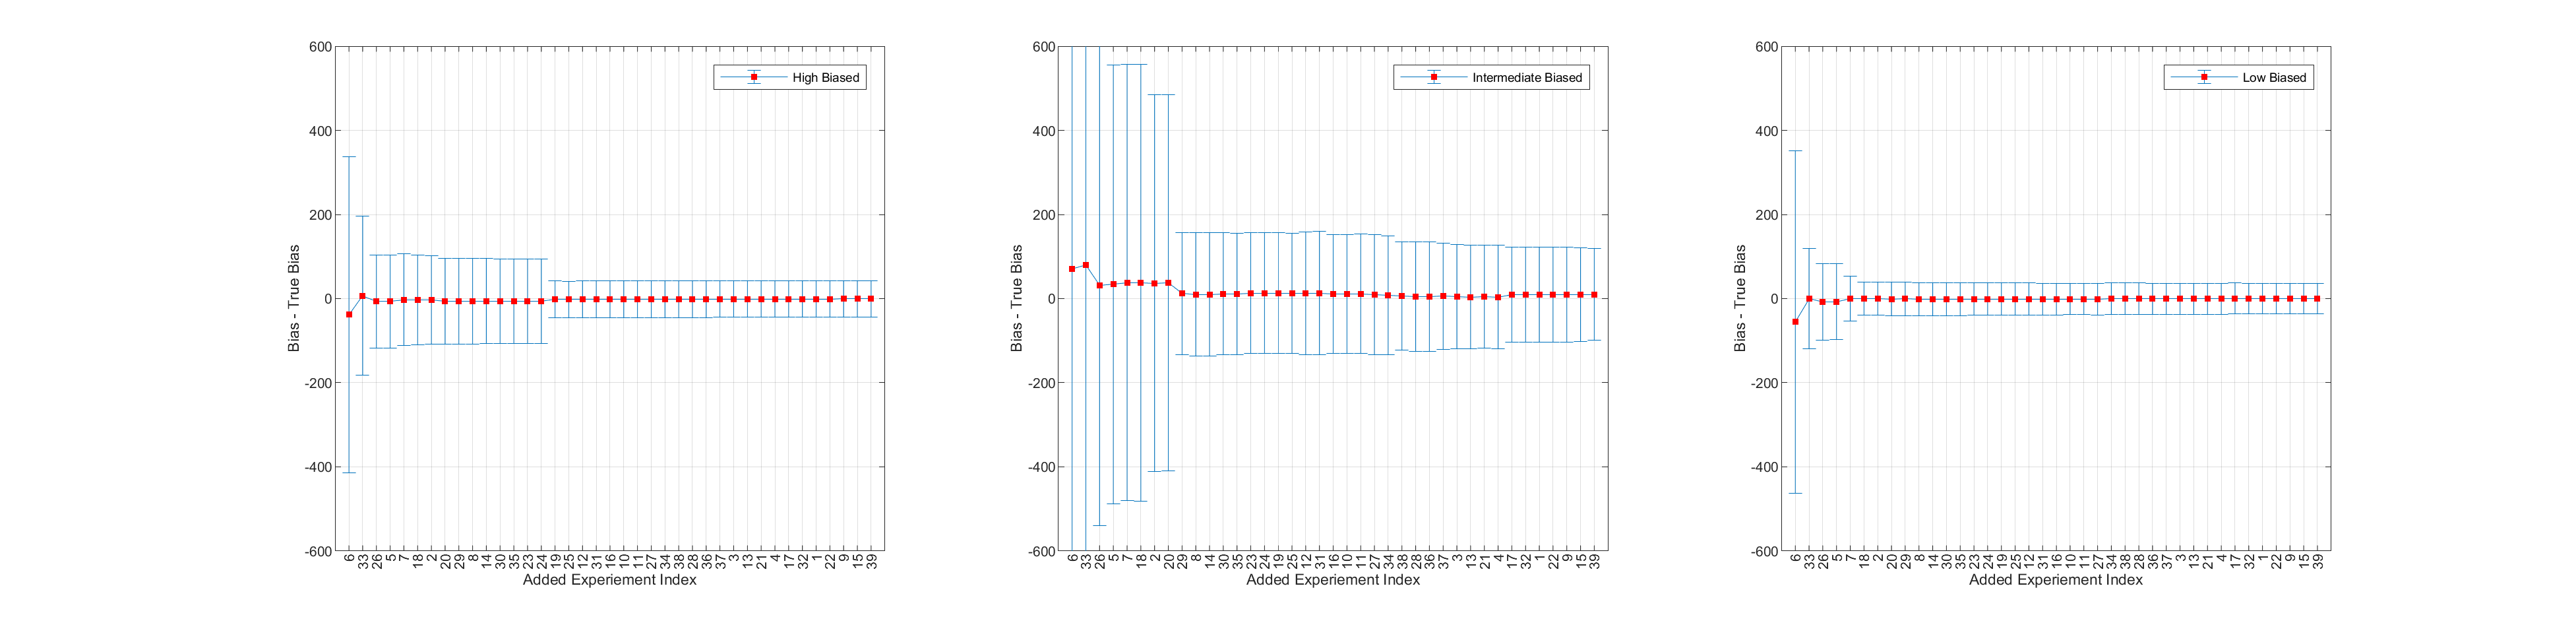 600
400
200
0
-200
-400
-600
Bias - True Bias
High Biased
6 33 26 5 7 18 2 20 29 8 14 30 35 23 24 19 25 12 31 16 10 11 27 34 38 28 36 37 3 13 21 4 17 32 1 22 9 15 39
Added Experiement Index
600
400
200
0
-200
-400
-600
Bias - True Bias
Intermediate Biased
6 33 26 5 7 18 2 20 29 8 14 30 35 23 24 19 25 12 31 16 10 11 27 34 38 28 36 37 3 13 21 4 17 32 1 22 9 15 39
Added Experiement Index
600
400
200
0
-200
-400
-600
Bias - True Bias
Low Biased
6 33 26 5 7 18 2 20 29 8 14 30 35 23 24 19 25 12 31 16 10 11 27 34 38 28 36 37 3 13 21 4 17 32 1 22 9 15 39
Added Experiement Index